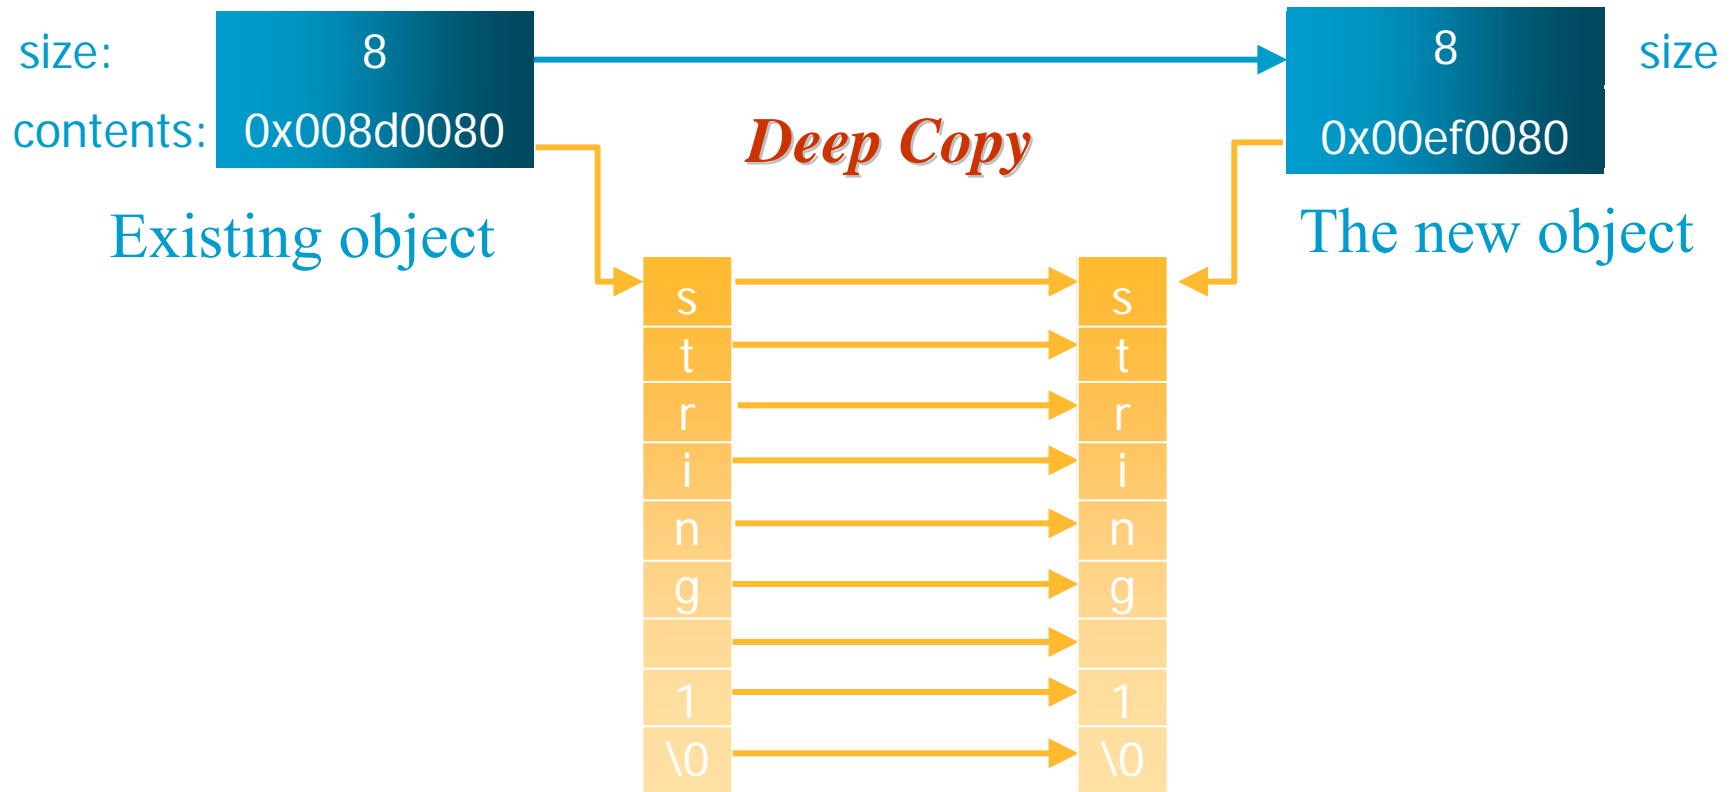 size: 8 8 size
contents: 0x008d0080 Deep Copy 0x00ef0080
Existing object The new object
s s
t t
r r
i i
n n
g g
1 1
\0 \0